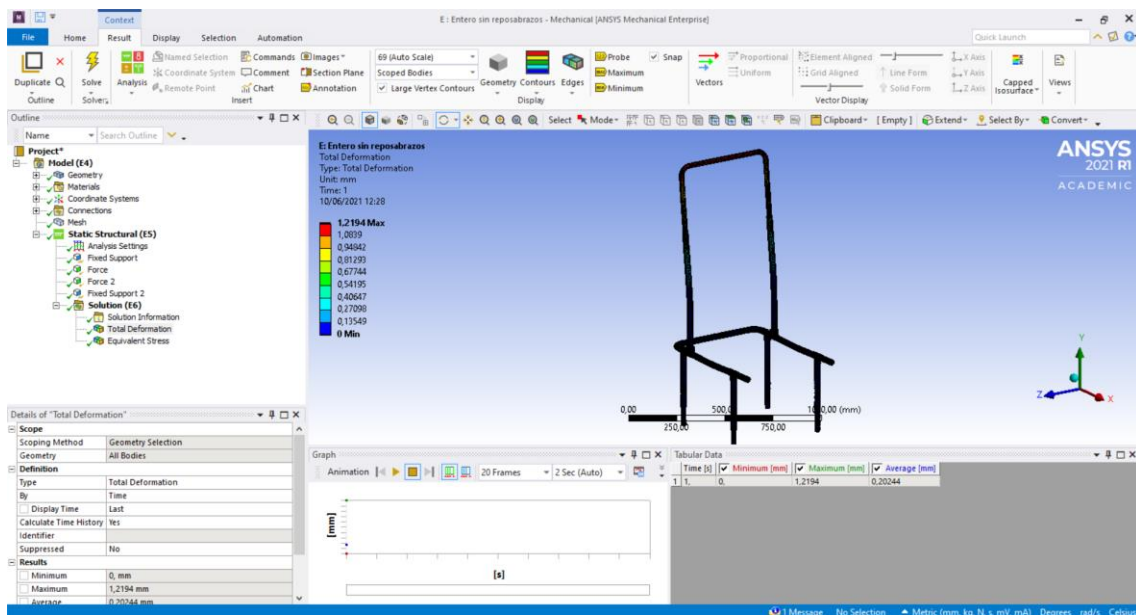 Context
E : Entero sin reposabrazos - Mechanical [ANSYS Mechanical Enterprise]
File Home Result Display Selection Automation
Quick Launch
Duplicate
Outline
Solve
Solver
Analysis
Named Selection
Coordinate System
Remote Point
Commands
Comment
Chart
Images
Section Plane
Annotation
Insert
69 (Auto Scale)
Scoped Bodies
Large Vertex Contours
Geometry
Contours
Edges
Display
Probe
Maximum
Minimum
Snap
Vectors
Proportional
Uniform
Element Aligned
Grid Aligned
Line Form
Solid Form
X Axis
Y Axis
Z Axis
Vector Display
Capped Isosurface
Views
Outline
Name Search Outline
Select Mode Clipboard [ Empty ] Extend Select By Convert
Project*
Model (E4)
Geometry
Materials
Coordinate Systems
Connections
Mesh
Static Structural (E5)
Analysis Settings
Fixed Support
Force
Force 2
Fixed Support 2
Solution (E6)
Solution Information
Total Deformation
Equivalent Stress
E: Entero sin reposabrazos
Total Deformation
Type: Total Deformation
Unit: mm
Time: 1
10/06/2021 12:28
1,2194 Max
1,0839
0,94842
0,81293
0,67744
0,54195
0,40647
0,27098
0,13549
0 Min
ANSYS
2021 R1
ACADEMIC
Y
Z
X
0,00 500,00 1000,00 (mm)
250,00 750,00
Details of "Total Deformation"
Scope
Scoping Method Geometry Selection
Geometry All Bodies
Definition
Type Total Deformation
By Time
Display Time Last
Calculate Time History Yes
Identifier
Suppressed No
Results
Minimum 0, mm
Maximum 1,2194 mm
Average 0,20244 mm
Graph
Animation 20 Frames 2 Sec (Auto)
[mm]
[s]
Tabular Data
Time [s] Minimum [mm] Maximum [mm] Average [mm]
1 1, 0, 1,2194 0,20244
1 Message No Selection Metric (mm, kg, N, s, mV, mA) Degrees rad/s Celsius